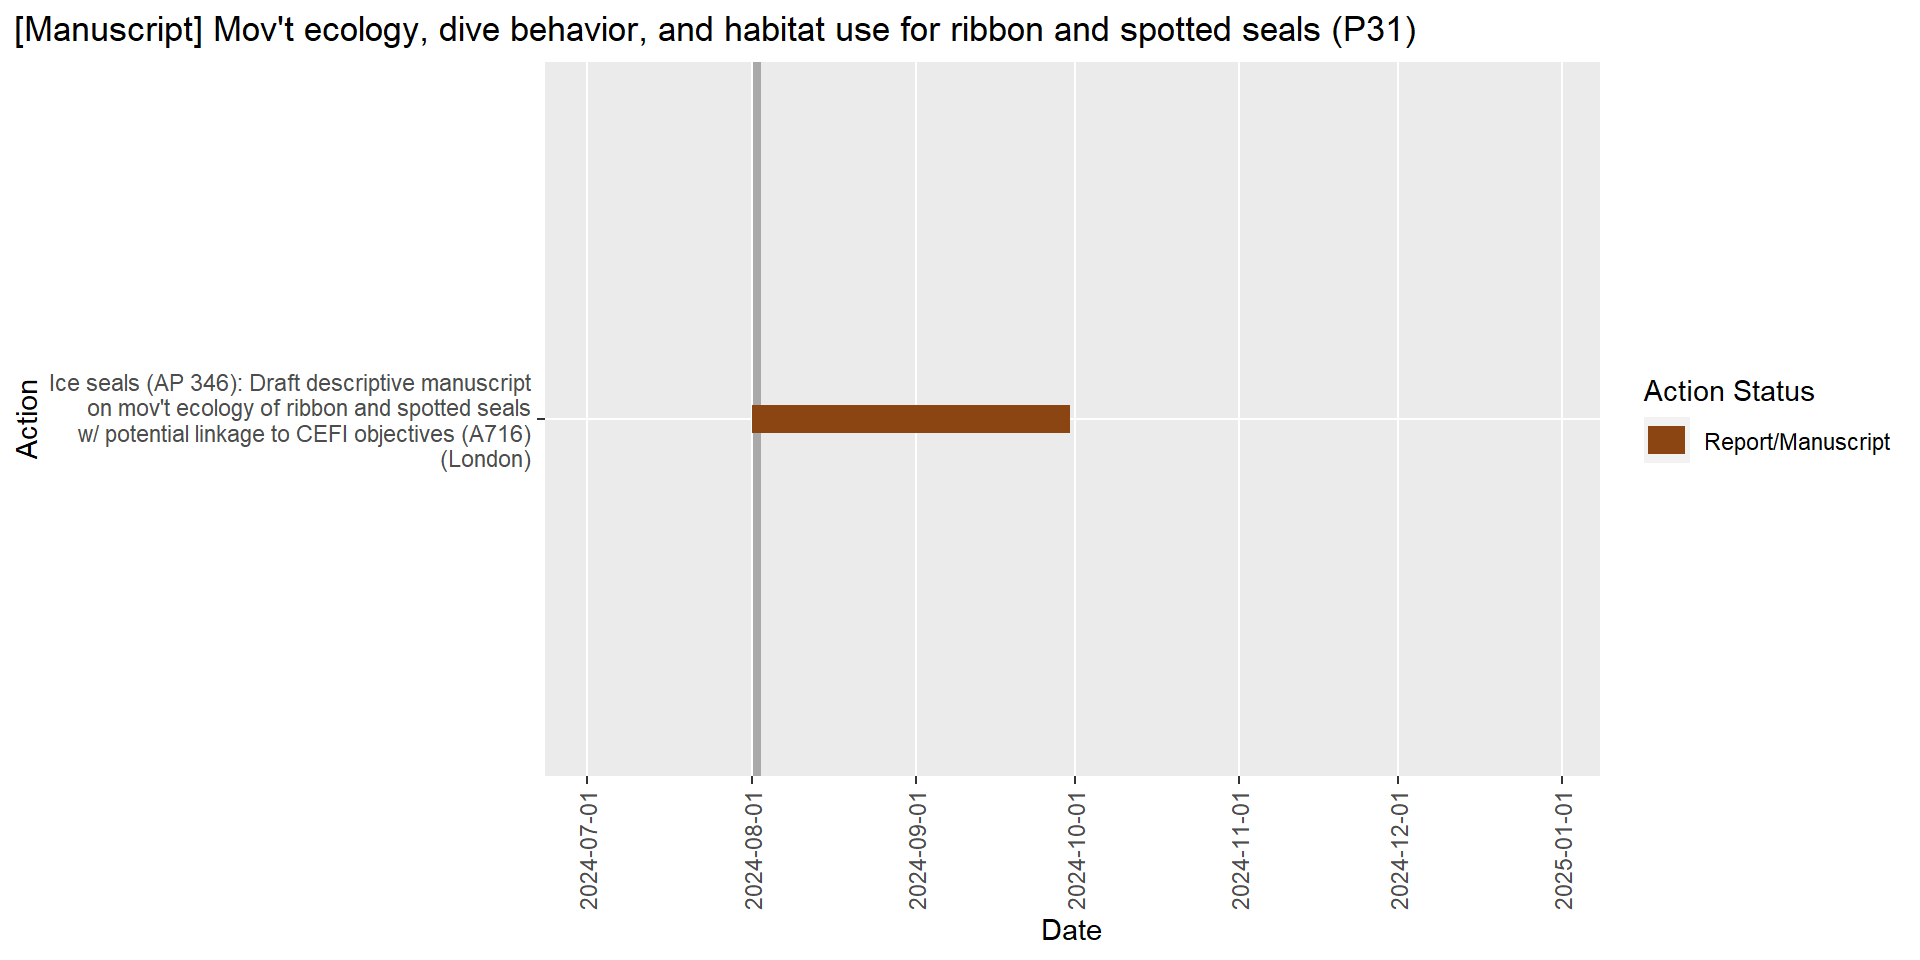 [Manuscript] Mov't ecology, dive behavior, and habitat use for ribbon and spotted seals (P31)
Action
Ice seals (AP 346): Draft descriptive manuscript
on mov't ecology of ribbon and spotted seals
w/ potential linkage to CEFI objectives (A716)
(London)
Action Status
Report/Manuscript
2024-07-01
2024-08-01
2024-09-01
2024-10-01
2024-11-01
2024-12-01
2025-01-01
Date